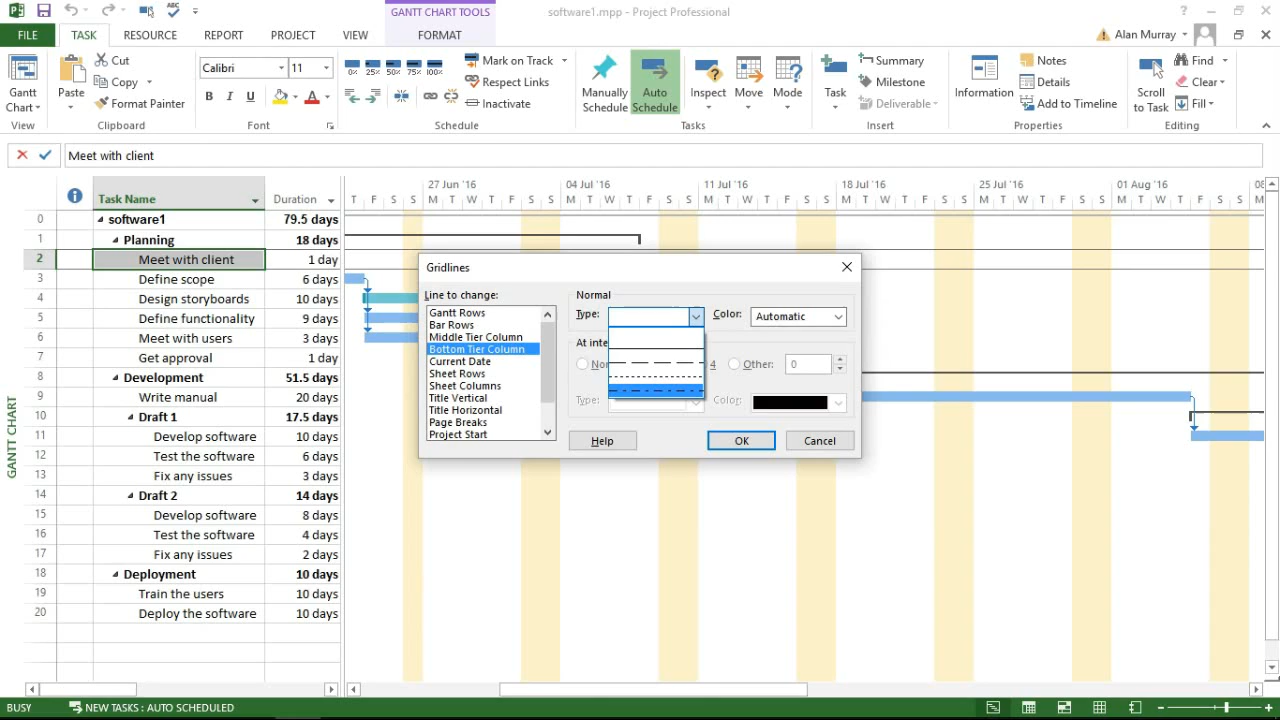 GANTT CHART TOOLS
software1.mpp - Project Professional
FILE TASK RESOURCE REPORT PROJECT VIEW FORMAT Alan Murray
Gantt Chart
View
Paste
Cut
Copy
Format Painter
Clipboard
Calibri 11
B I U A
Font
0% 25% 50% 75% 100%
Mark on Track
Respect Links
Inactivate
Schedule
Manually Schedule
Auto Schedule
Inspect
Move
Mode
Tasks
Task
Summary
Milestone
Deliverable
Insert
Information
Notes
Details
Add to Timeline
Properties
Scroll to Task
Find
Clear
Fill
Editing
Meet with client
Task Name Duration
27 Jun '16 04 Jul '16 11 Jul '16 18 Jul '16 25 Jul '16 01 Aug '16 08
T F S S M T W T F S S M T W T F S S M T W T F S S M T W T F S S M T W T F S S M T W T F S S M
0 software1 79.5 days
1 Planning 18 days
2 Meet with client 1 day
3 Define scope 6 days
4 Design storyboards 10 days
5 Define functionality 9 days
6 Meet with users 3 days
7 Get approval 1 day
8 Development 51.5 days
9 Write manual 20 days
10 Draft 1 17.5 days
11 Develop software 10 days
12 Test the software 6 days
13 Fix any issues 3 days
14 Draft 2 14 days
15 Develop software 8 days
16 Test the software 4 days
17 Fix any issues 2 days
18 Deployment 10 days
19 Train the users 10 days
20 Deploy the software 10 days
GANTT CHART
Gridlines
Line to change:
Gantt Rows
Bar Rows
Middle Tier Column
Bottom Tier Column
Current Date
Sheet Rows
Sheet Columns
Title Vertical
Title Horizontal
Page Breaks
Project Start
Normal
Type: Color: Automatic
At inte
4 Other: 0
Type: Color:
Help OK Cancel
BUSY NEW TASKS : AUTO SCHEDULED